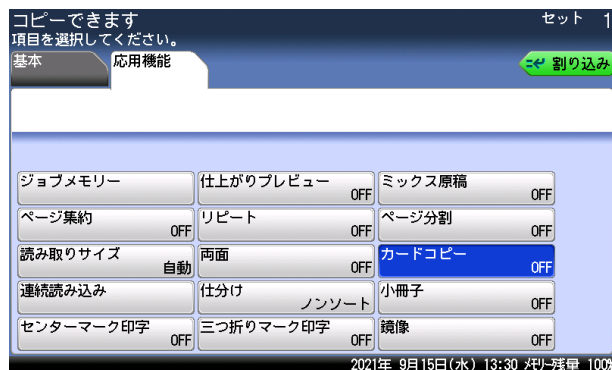 コピーできます セット 1
項目を選択してください。
基本 応用機能 割り込み
ジョブメモリー 仕上がりプレビュー OFF ミックス原稿 OFF
ページ集約 OFF リピート OFF ページ分割 OFF
読み取りサイズ 自動 両面 OFF カードコピー OFF
連続読み込み 仕分け ノンソート 小冊子 OFF
センターマーク印字 OFF 三つ折りマーク印字 OFF 鏡像 OFF
2021年 9月15日(水) 13:30 メモリー残量 100%